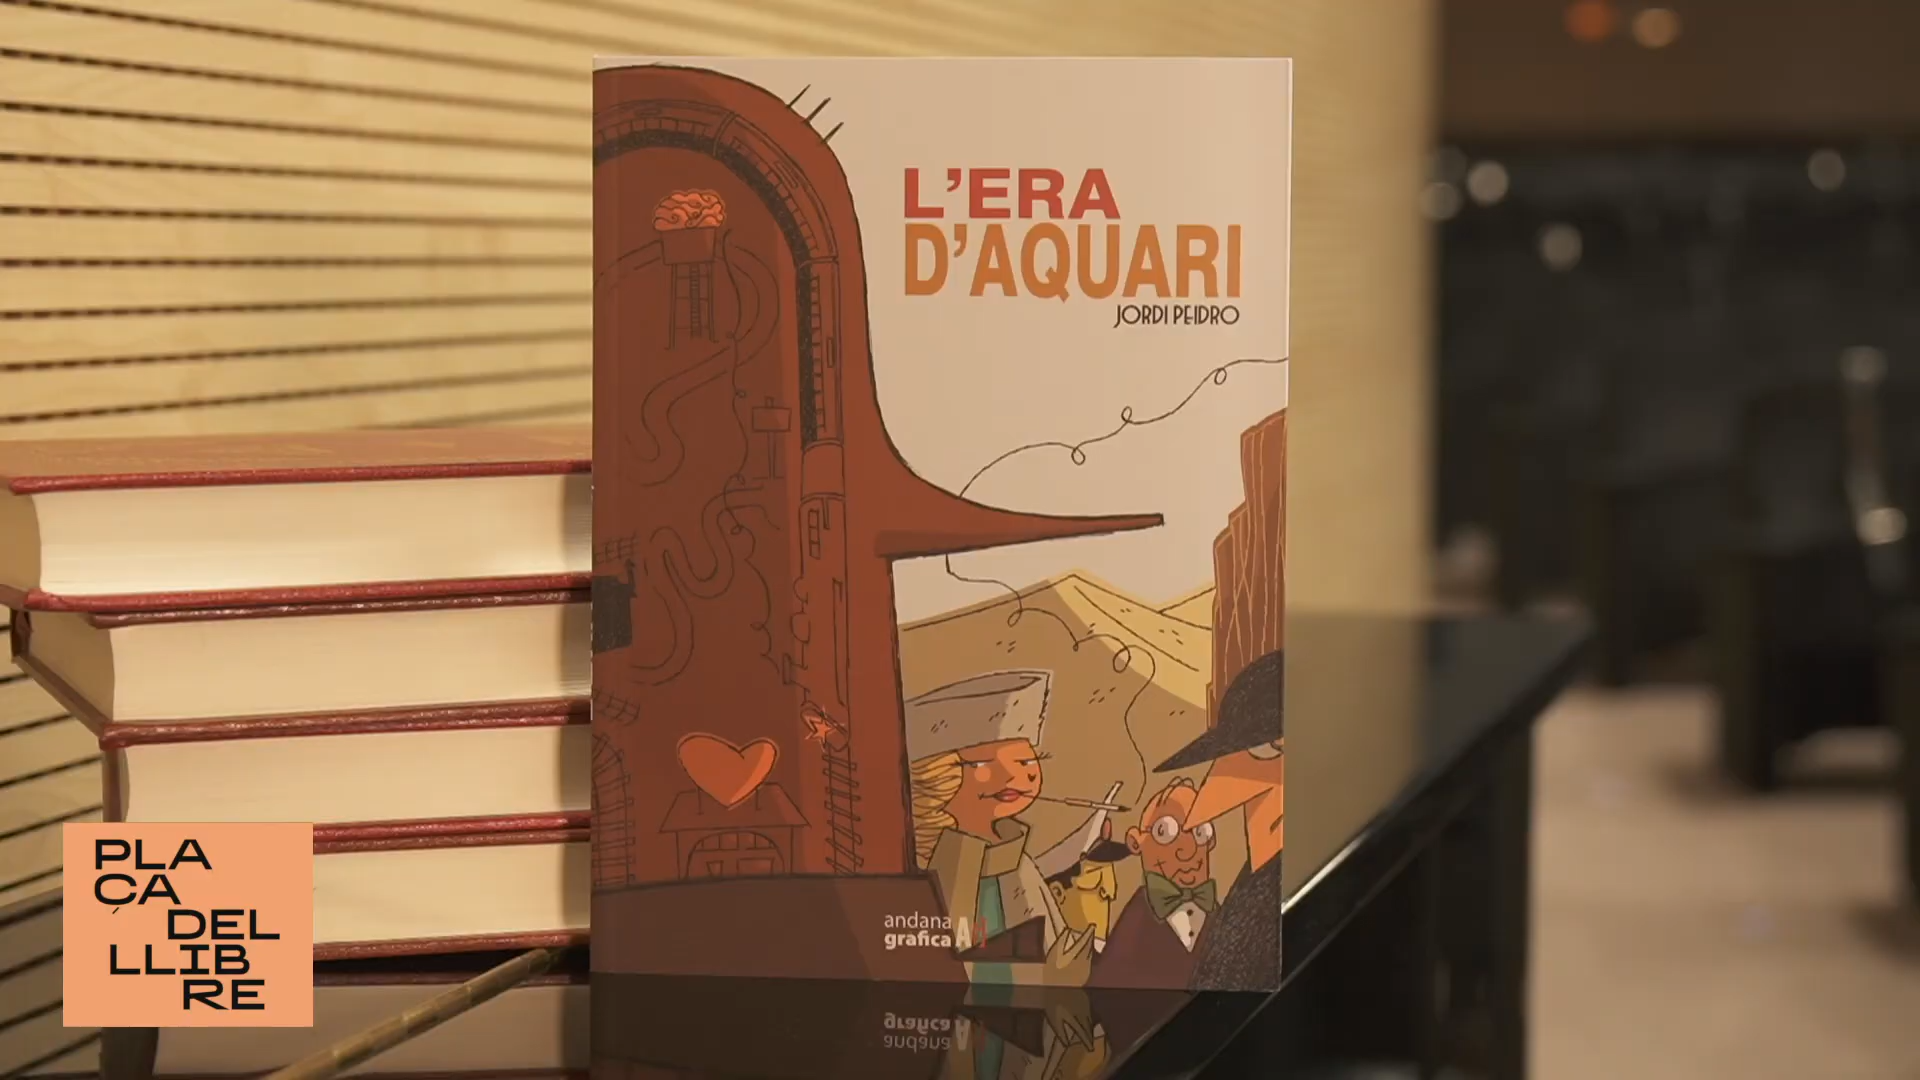 L'ERA
D'AQUARI
JORDI PEIDRO
andana
grafica
PLA
ÇA
DEL
LLIB
RE